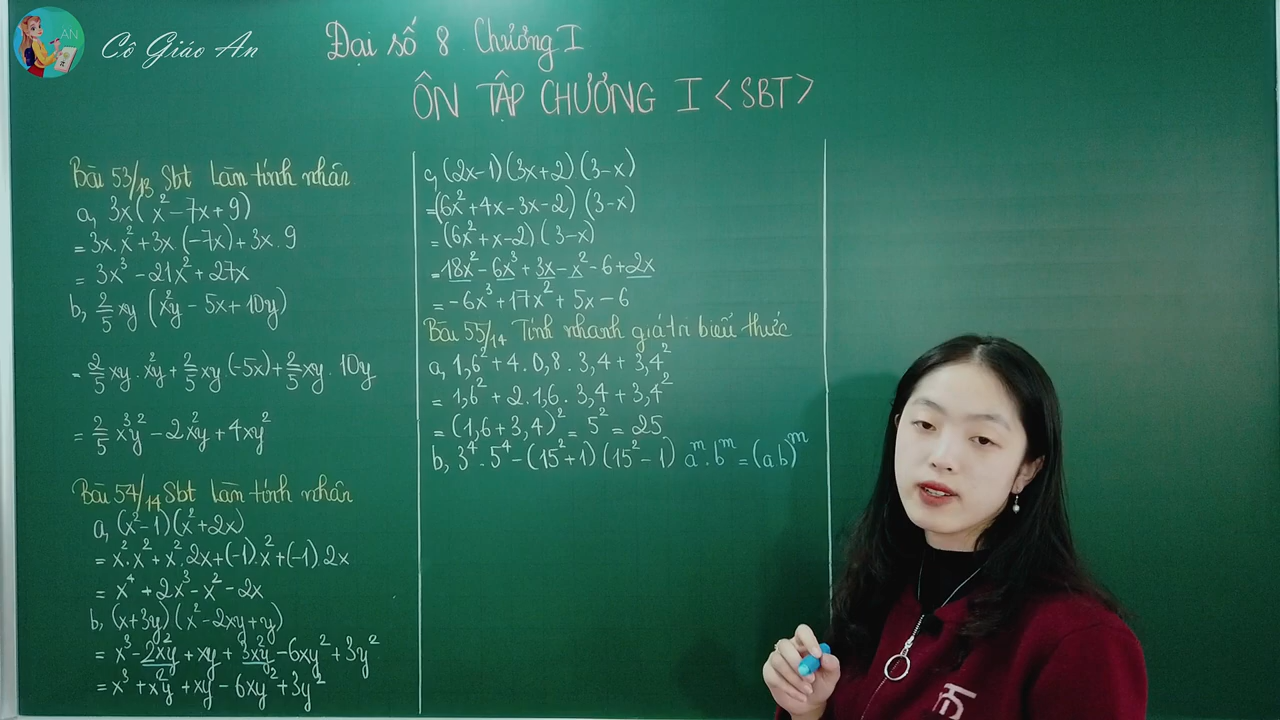 AN
Cô Giáo An
Đại số 8 Chương I
ÔN TẬP CHƯƠNG I <SBT>
Bài 53/13 Sbt Làm tính nhân
a, 3x(x²-7x+9)
= 3x.x²+3x(-7x)+3x.9
= 3x³-21x²+27x
b, 2/5 xy (x²y-5x+10y)
= 2/5 xy.x²y+2/5 xy.(-5x)+2/5 xy.10y
= 2/5 x³y²-2x²y+4xy²
Bài 54/14 Sbt Làm tính nhân
a, (x²-1)(x²+2x)
= x².x²+x².2x+(-1).x²+(-1).2x
= x⁴+2x³-x²-2x
b, (x+3y)(x²-2xy+y)
= x³-2x²y+xy+3x²y-6xy²+3y²
= x³+x²y+xy-6xy²+3y²
c, (2x-1)(3x+2)(3-x)
=(6x²+4x-3x-2)(3-x)
= (6x²+x-2)(3-x)
= 18x²-6x³+3x-x²-6+2x
= -6x³+17x²+5x-6
Bài 55/14 Tính nhanh giá trị biểu thức
a, 1,6²+4.0,8.3,4+3,4²
= 1,6²+2.1,6.3,4+3,4²
= (1,6+3,4)²=5²=25
b, 3⁴.5⁴-(15²+1)(15²-1) aᵐ.bᵐ=(ab)ᵐ